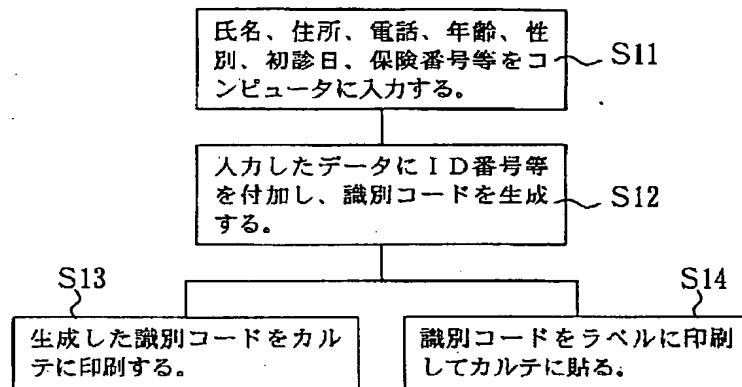 氏名、住所、電話、年齢、性
別、初診日、保険番号等をコ
ンピュータに入力する。
S11
入力したデータにID番号等
を付加し、識別コードを生成
する。
S12
S13
生成した識別コードをカル
テに印刷する。
S14
識別コードをラベルに印刷
してカルテに貼る。